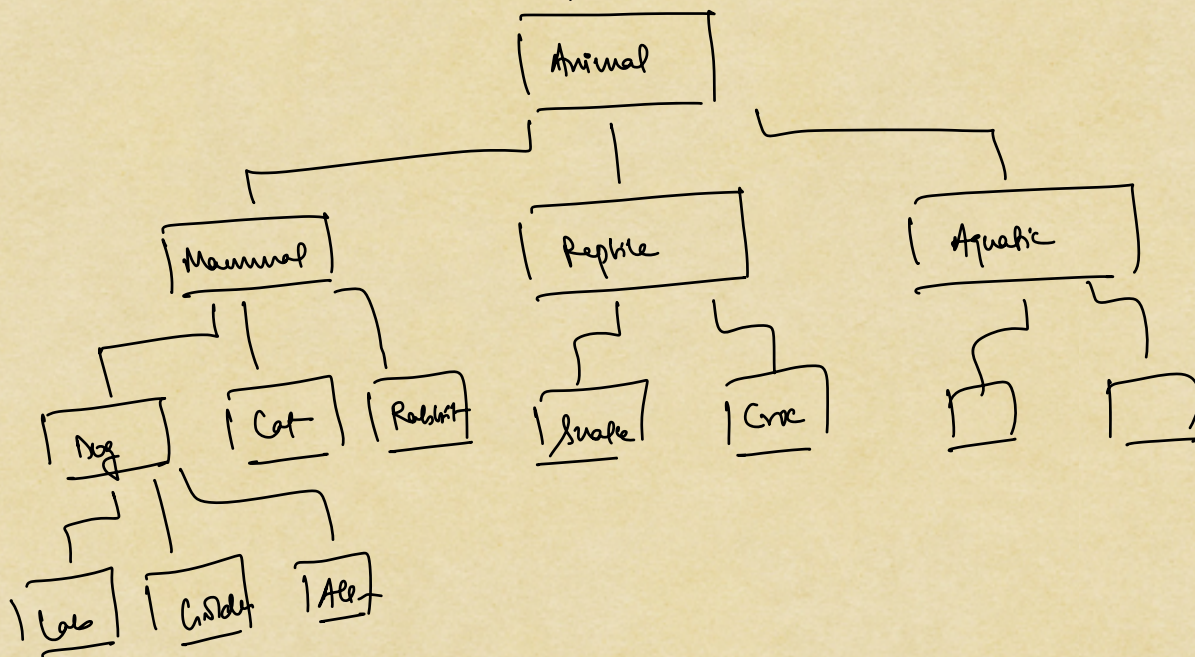 Animal
Mammal
Reptile
Aquatic
Dog
Cat
Rabbit
Snake
Croc
Lab